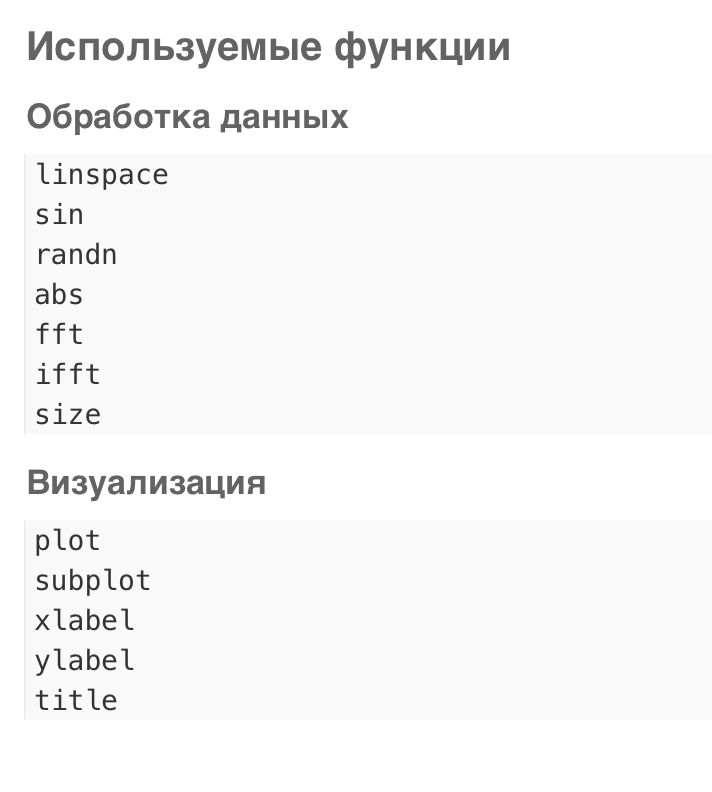 Используемые функции
Обработка данных
linspace
sin
randn
abs
fft
ifft
size
Визуализация
plot
subplot
xlabel
ylabel
title